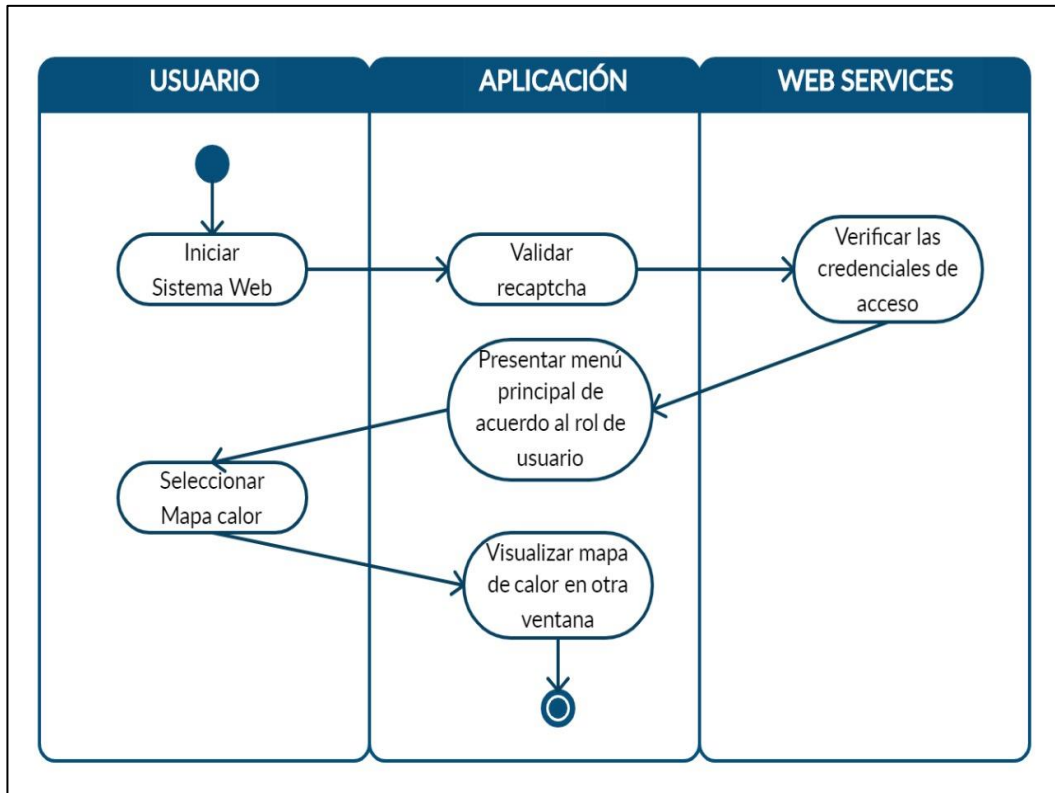 USUARIO
APLICACIÓN
WEB SERVICES
Iniciar
Sistema Web
Validar
recaptcha
Verificar las
credenciales de
acceso
Presentar menú
principal de
acuerdo al rol de
usuario
Seleccionar
Mapa calor
Visualizar mapa
de calor en otra
ventana